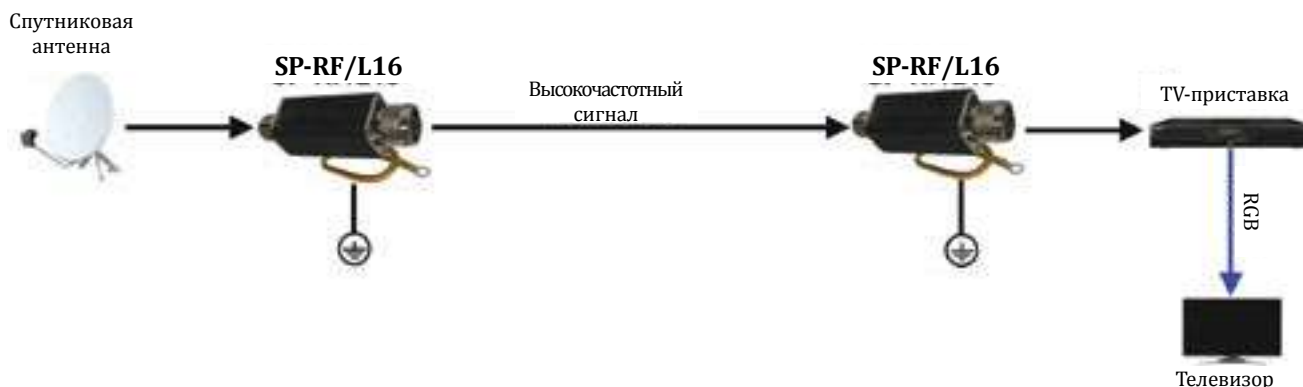 Спутниковая
антенна
SP-RF/L16
Высокочастотный
сигнал
SP-RF/L16
TV-приставка
RGB
Телевизор